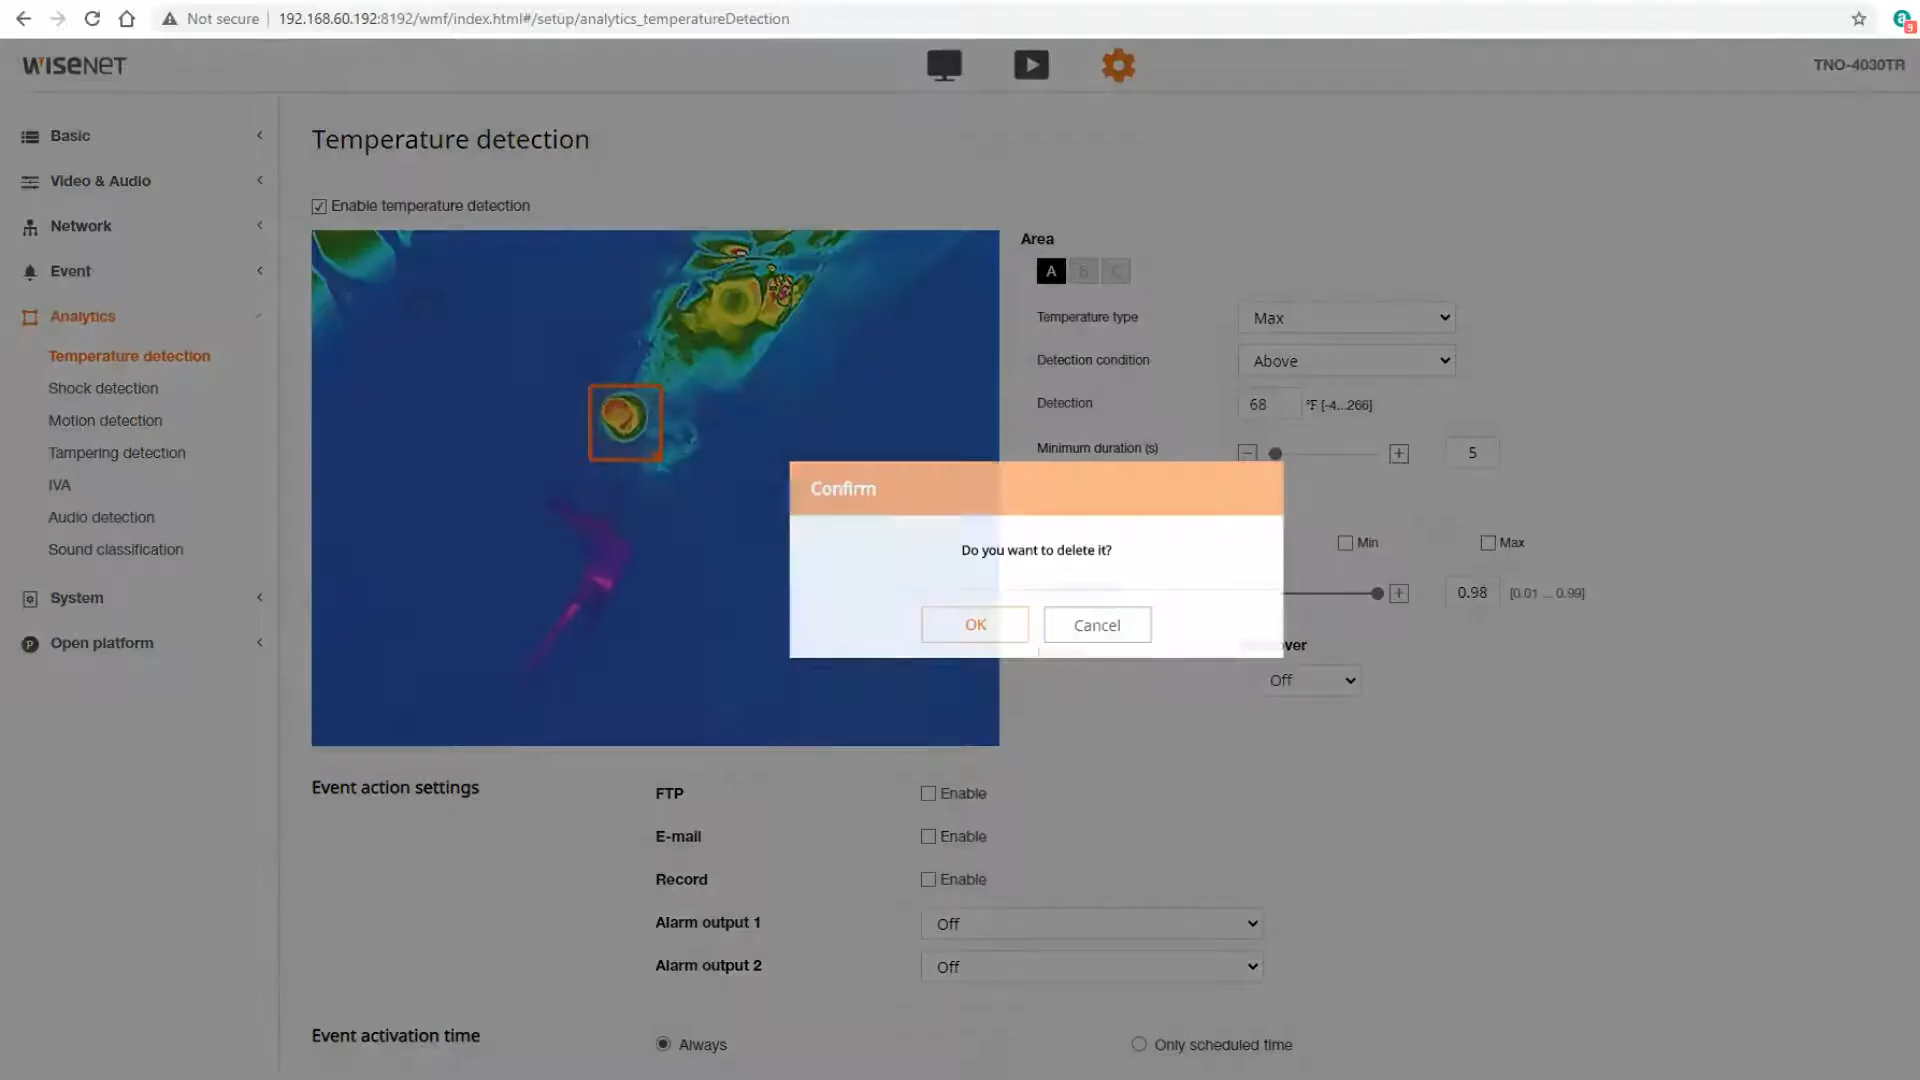 Not secure
192.168.60.192:8192/wmf/index.html#/setup/analytics_temperatureDetection
9
WISENET
TNO-4030TR
Basic
Video & Audio
Network
Event
Analytics
Temperature detection
Shock detection
Motion detection
Tampering detection
IVA
Audio detection
Sound classification
System
Open platform
Temperature detection
Enable temperature detection
Area
A B C
Temperature type
Max
Detection condition
Above
Detection
68
°F [-4...266]
Minimum duration (s)
5
Confirm
Do you want to delete it?
OK
Cancel
Min
Max
0.98
[0.01 ... 0.99]
Off
Event action settings
FTP
Enable
E-mail
Enable
Record
Enable
Alarm output 1
Off
Alarm output 2
Off
Event activation time
Always
Only scheduled time